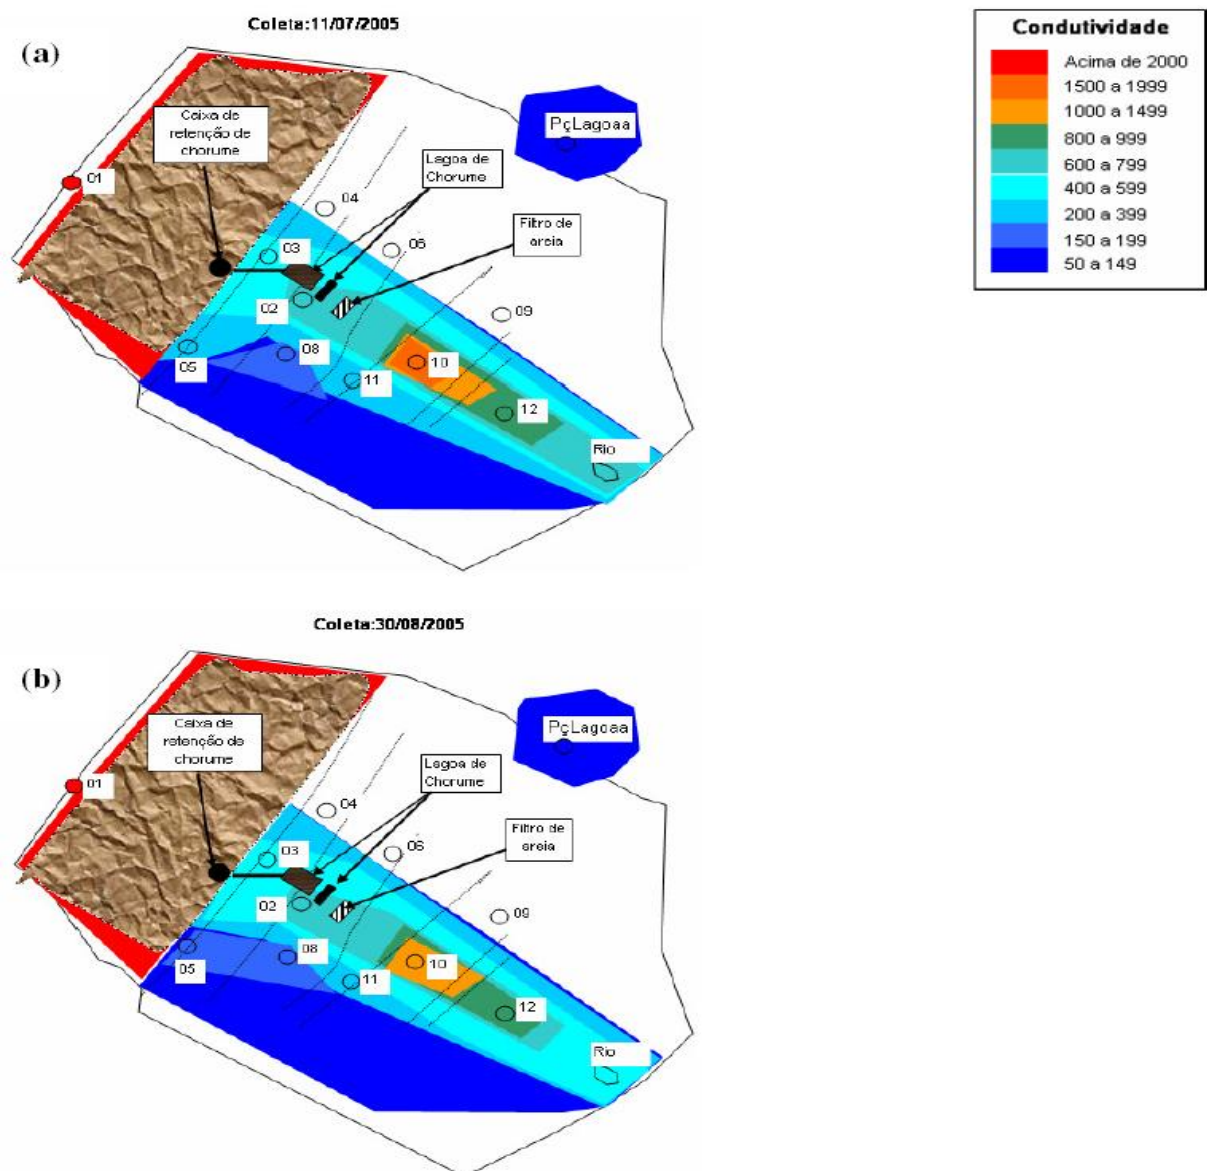 Coleta:11/07/2005
(a)
Caixa de
retenção de
chorume
Lagoa de
Chorume
Filtro de
areia
PçLagoaa
01
04
03
06
02
09
05
08
10
11
12
Rio
Condutividade
Acima de 2000
1500 a 1999
1000 a 1499
800 a 999
600 a 799
400 a 599
200 a 399
150 a 199
50 a 149
Coleta:30/08/2005
(b)
Caixa de
retenção de
chorume
Lagoa de
Chorume
Filtro de
areia
PçLagoaa
01
04
03
06
02
09
05
08
10
11
12
Rio